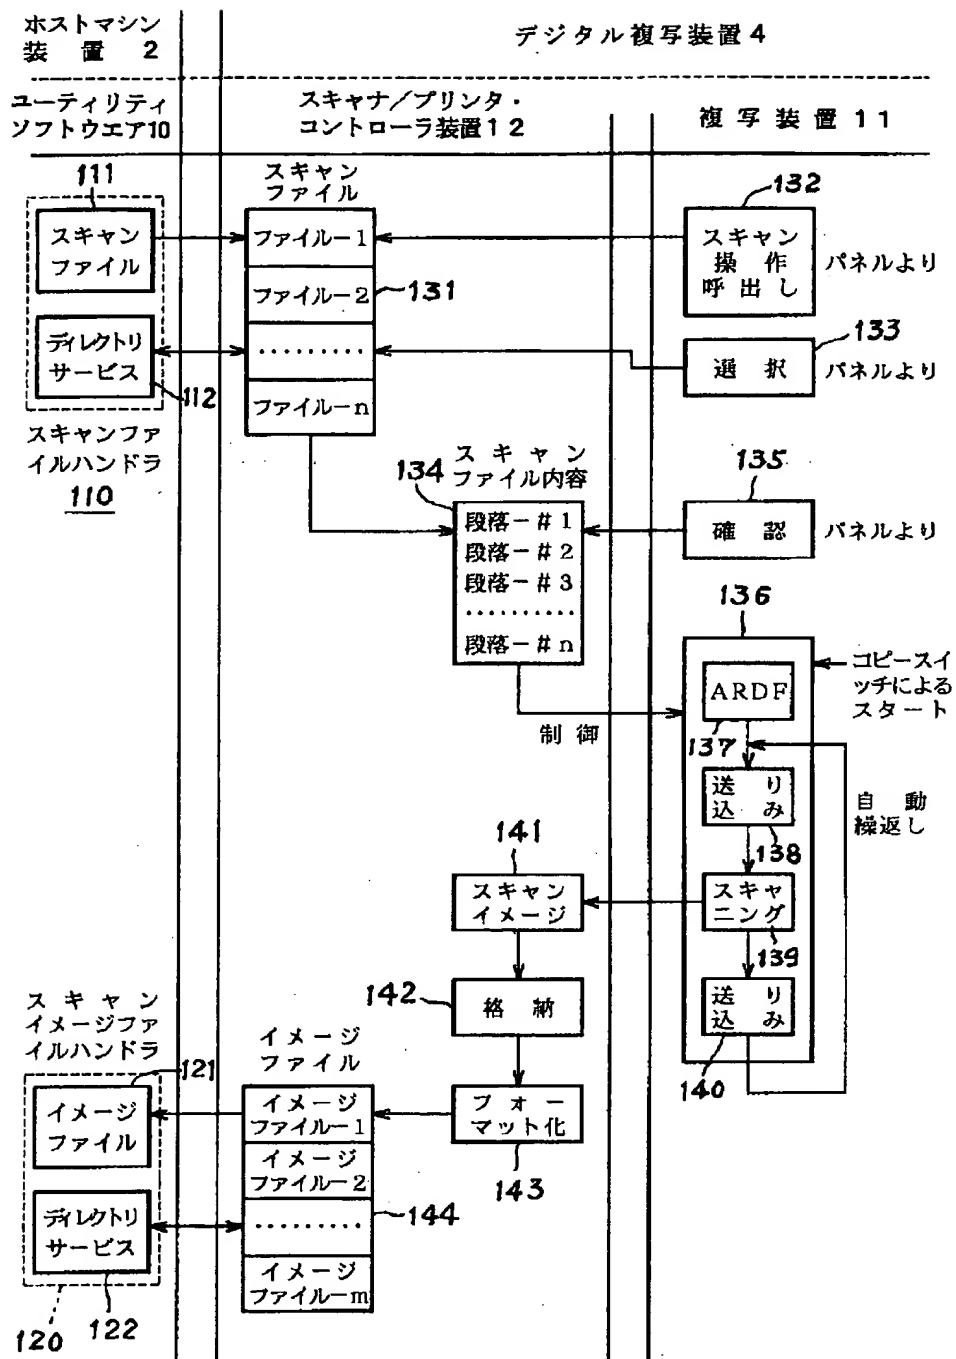 ホストマシン
装置 2
デジタル複写装置4
ユーティリティ
ソフトウエア10
スキャナ/プリンタ・
コントローラ装置12
複写装置11
スキャン
ファイル
111
スキャン
ファイル
ディレクトリ
サービス
112
スキャンファ
イルハンドラ
110
ファイルー1
ファイルー2
.........
ファイルーn
131
132
スキャン
操作
呼出し
パネルより
133
選択
パネルより
134
スキャン
ファイル内容
段落ー#1
段落ー#2
段落ー#3
..........
段落ー#n
135
確認
パネルより
制御
136
コピースイ
ッチによる
スタート
ARDF
137
送り
込み
138
自動
繰返し
スキャ
ニング
139
送り
込み
140
141
スキャン
イメージ
142
格納
フォー
マット化
143
イメージ
ファイル
イメージ
ファイルー1
イメージ
ファイルー2
.........
イメージ
ファイルーm
144
スキャン
イメージファ
イルハンドラ
121
イメージ
ファイル
ディレクトリ
サービス
120
122